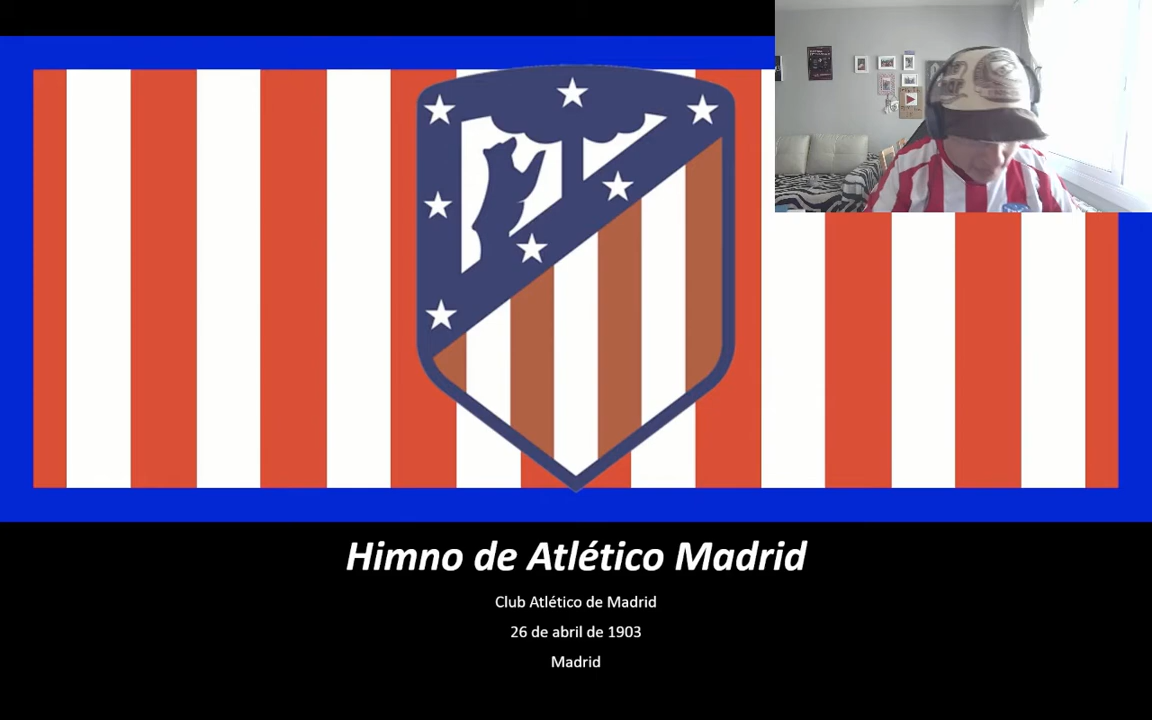 Himno de Atlético Madrid
Club Atlético de Madrid
26 de abril de 1903
Madrid